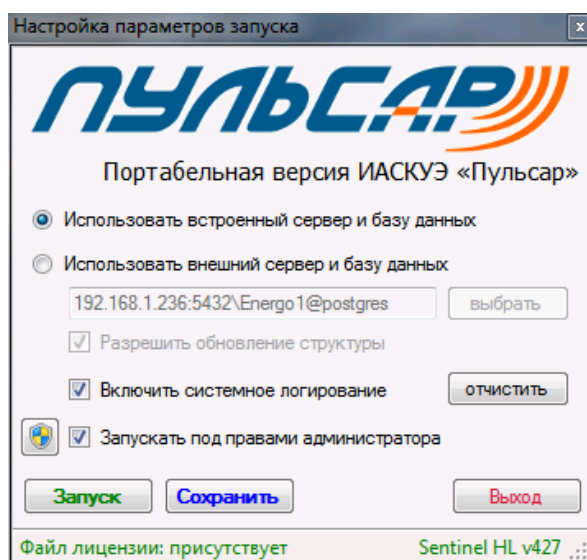 Настройка параметров запуска
x
ПУЛЬСАР
Портабельная версия ИАСКУЭ «Пульсар»
Использовать встроенный сервер и базу данных
Использовать внешний сервер и базу данных
192.168.1.236:5432\Energo1@postgres выбрать
Разрешить обновление структуры
Включить системное логирование отчистить
Запускать под правами администратора
Запуск Сохранить Выход
Файл лицензии: присутствует Sentinel HL v427